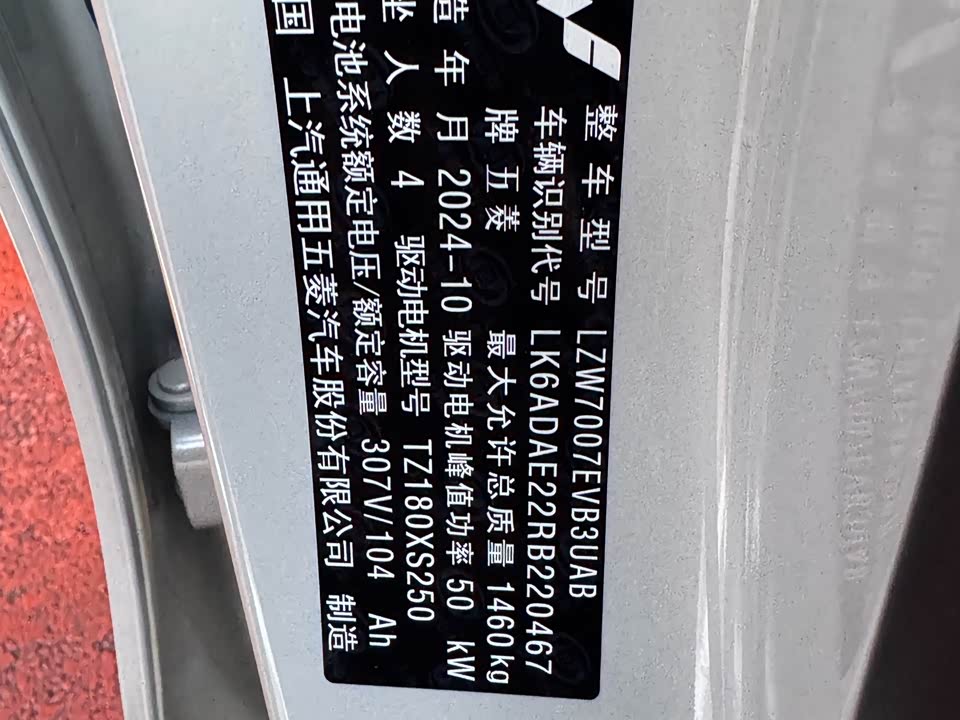 整车型号 LZW7007EVB3UAB
车辆识别代号 LK6ADAE22RB220467
牌 五菱 最大允许总质量 1460kg
造年月 2024-10 驱动电机峰值功率 50 kW
坐人数 4 驱动电机型号 TZ180XS250
电池系统额定电压/额定容量 307V/104 Ah
国 上汽通用五菱汽车股份有限公司 制造